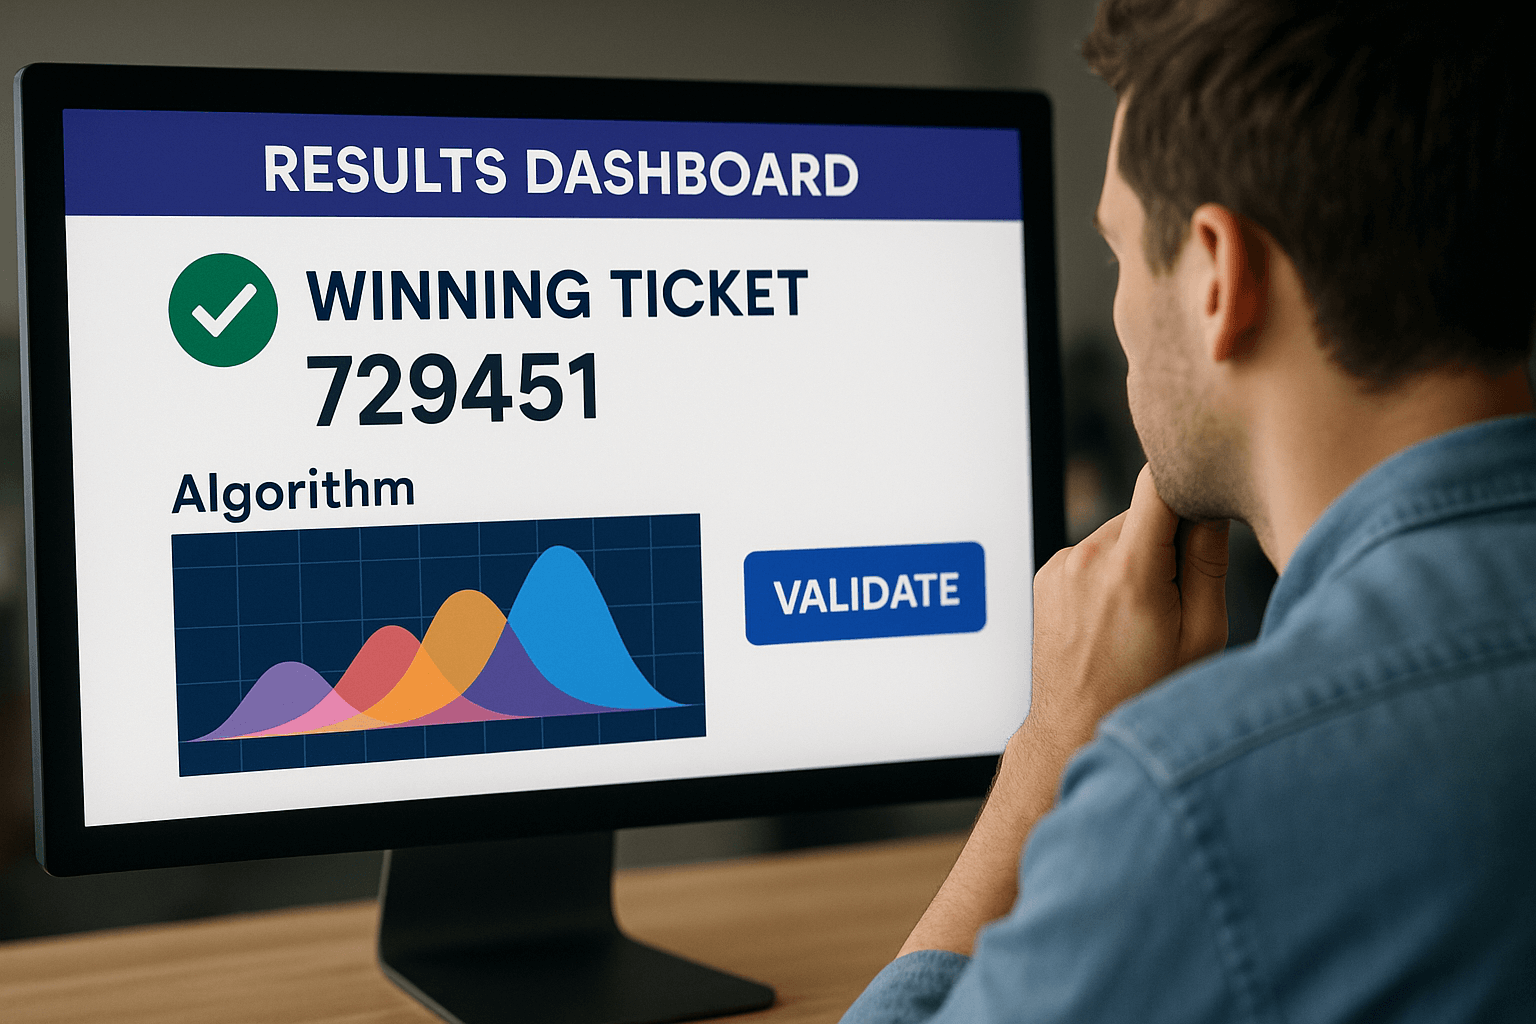 RESULTS DASHBOARD
WINNING TICKET
729451
Algorithm
VALIDATE